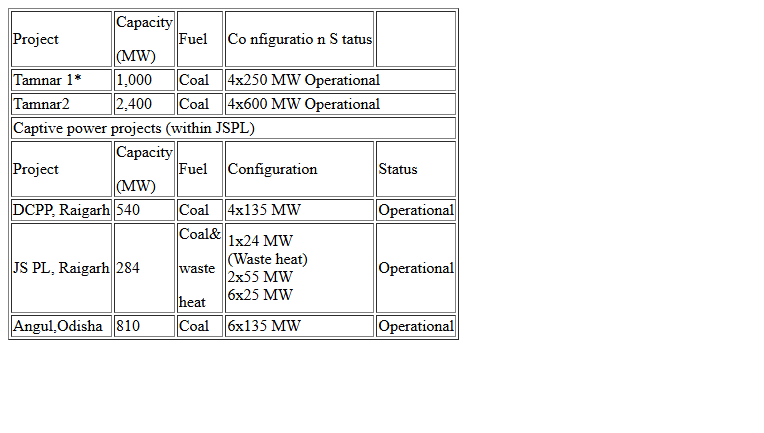 Project Capacity (MW) Fuel Co nfiguratio n S tatus
Tamnar 1* 1,000 Coal 4x250 MW Operational
Tamnar2 2,400 Coal 4x600 MW Operational
Captive power projects (within JSPL)
Project Capacity (MW) Fuel Configuration Status
DCPP, Raigarh 540 Coal 4x135 MW Operational
JS PL, Raigarh 284 Coal& waste heat 1x24 MW (Waste heat) 2x55 MW 6x25 MW Operational
Angul,Odisha 810 Coal 6x135 MW Operational